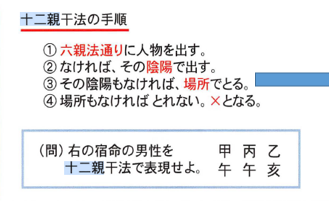 十二親干法の手順
① 六親法通りに人物を出す。
② なければ、その陰陽で出す。
③ その陰陽もなければ、場所でとる。
④ 場所もなければ とれない。×となる。
(問) 右の宿命の男性を
十二親干法で表現せよ。
甲 丙 乙
午 午 亥